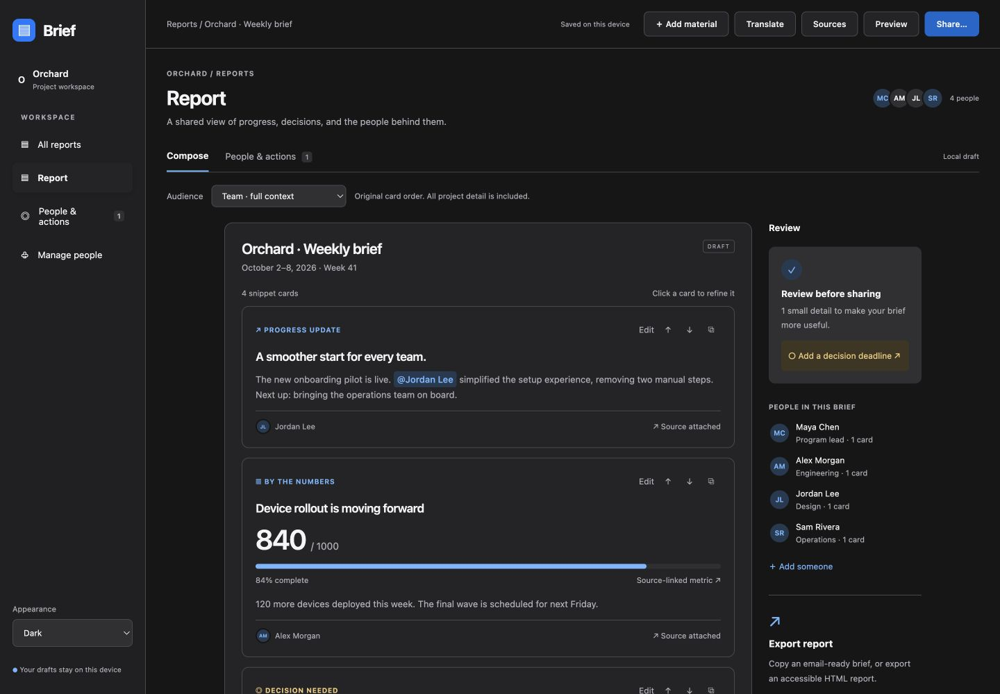 Brief
O
Orchard
Project workspace
WORKSPACE
All reports
Report
People & actions
1
Manage people
Appearance
Dark
Your drafts stay on this device
Reports / Orchard · Weekly brief
Saved on this device
+ Add material
Translate
Sources
Preview
Share...
ORCHARD / REPORTS
Report
A shared view of progress, decisions, and the people behind them.
MC AM JL SR 4 people
Compose
People & actions 1
Local draft
Audience
Team · full context
Original card order. All project detail is included.
Orchard · Weekly brief
DRAFT
October 2–8, 2026 · Week 41
4 snippet cards
Click a card to refine it
↗ PROGRESS UPDATE
Edit ↑ ↓
A smoother start for every team.
The new onboarding pilot is live. @Jordan Lee simplified the setup experience, removing two manual steps.
Next up: bringing the operations team on board.
JL Jordan Lee
↗ Source attached
BY THE NUMBERS
Edit ↑ ↓
Device rollout is moving forward
840 / 1000
84% complete
Source-linked metric ↗
120 more devices deployed this week. The final wave is scheduled for next Friday.
AM Alex Morgan
↗ Source attached
◎ DECISION NEEDED
Edit ↑ ↓
Review
✓
Review before sharing
1 small detail to make your brief
more useful.
○ Add a decision deadline ↗
PEOPLE IN THIS BRIEF
MC Maya Chen
Program lead · 1 card
AM Alex Morgan
Engineering · 1 card
JL Jordan Lee
Design · 1 card
SR Sam Rivera
Operations · 1 card
+ Add someone
↗
Export report
Copy an email-ready brief, or export
an accessible HTML report.